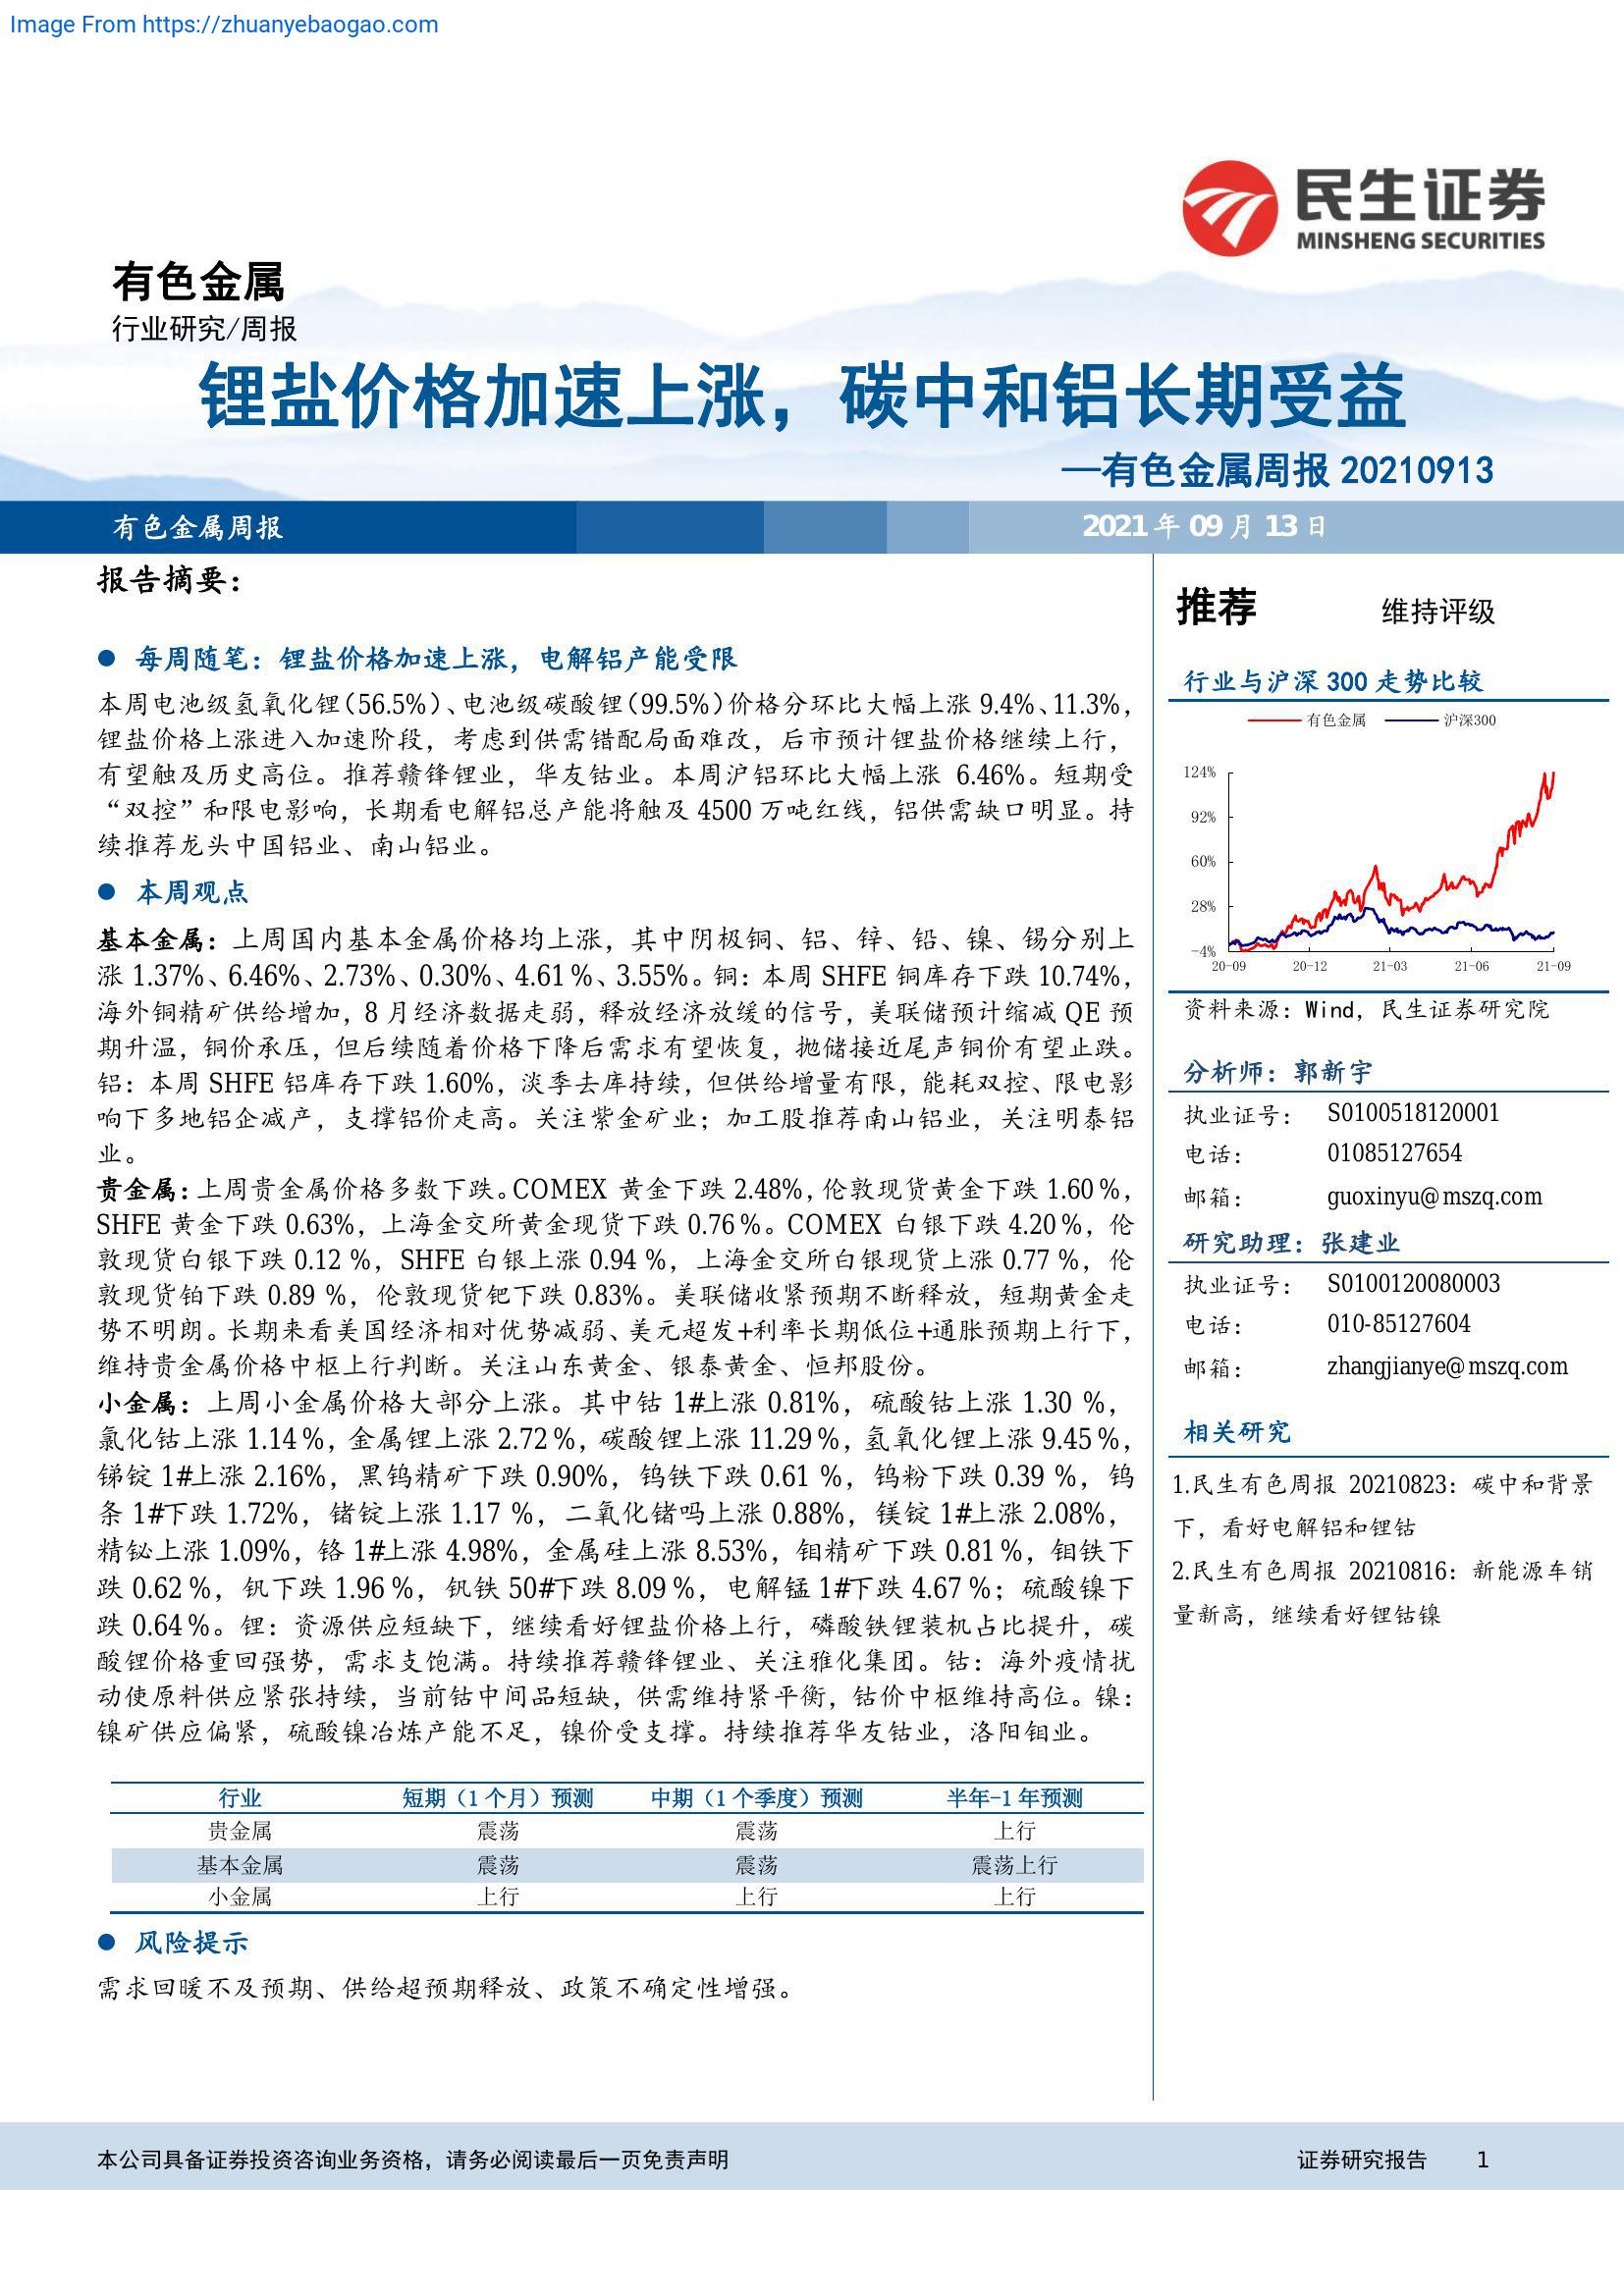 Image From https://zhuanyebaogao.com
民生证券
MINSHENG SECURITIES
有色金属
行业研究/周报
锂盐价格加速上涨，碳中和铝长期受益
—有色金属周报 20210913
有色金属周报
2021 年 09 月 13 日
报告摘要：
● 每周随笔：锂盐价格加速上涨，电解铝产能受限
本周电池级氢氧化锂（56.5%）、电池级碳酸锂（99.5%）价格分环比大幅上涨 9.4%、11.3%，
锂盐价格上涨进入加速阶段，考虑到供需错配局面难改，后市预计锂盐价格继续上行，
有望触及历史高位。推荐赣锋锂业，华友钴业。本周沪铝环比大幅上涨 6.46%。短期受
“双控”和限电影响，长期看电解铝总产能将触及 4500 万吨红线，铝供需缺口明显。持
续推荐龙头中国铝业、南山铝业。
● 本周观点
基本金属：上周国内基本金属价格均上涨，其中阴极铜、铝、锌、铅、镍、锡分别上
涨 1.37%、6.46%、2.73%、0.30%、4.61 %、3.55%。铜：本周 SHFE 铜库存下跌 10.74%，
海外铜精矿供给增加，8 月经济数据走弱，释放经济放缓的信号，美联储预计缩减 QE 预
期升温，铜价承压，但后续随着价格下降后需求有望恢复，抛储接近尾声铜价有望止跌。
铝：本周 SHFE 铝库存下跌 1.60%，淡季去库持续，但供给增量有限，能耗双控、限电影
响下多地铝企减产，支撑铝价走高。关注紫金矿业；加工股推荐南山铝业，关注明泰铝
业。
贵金属：上周贵金属价格多数下跌。COMEX 黄金下跌 2.48%，伦敦现货黄金下跌 1.60 %，
SHFE 黄金下跌 0.63%，上海金交所黄金现货下跌 0.76 %。COMEX 白银下跌 4.20 %，伦
敦现货白银下跌 0.12 %，SHFE 白银上涨 0.94 %，上海金交所白银现货上涨 0.77 %，伦
敦现货铂下跌 0.89 %，伦敦现货钯下跌 0.83%。美联储收紧预期不断释放，短期黄金走
势不明朗。长期来看美国经济相对优势减弱、美元超发+利率长期低位+通胀预期上行下，
维持贵金属价格中枢上行判断。关注山东黄金、银泰黄金、恒邦股份。
小金属：上周小金属价格大部分上涨。其中钴 1#上涨 0.81%，硫酸钴上涨 1.30 %，
氯化钴上涨 1.14 %，金属锂上涨 2.72 %，碳酸锂上涨 11.29 %，氢氧化锂上涨 9.45 %，
锑锭 1#上涨 2.16%，黑钨精矿下跌 0.90%，钨铁下跌 0.61 %，钨粉下跌 0.39 %，钨
条 1#下跌 1.72%，锗锭上涨 1.17 %，二氧化锗吗上涨 0.88%，镁锭 1#上涨 2.08%，
精铋上涨 1.09%，铬 1#上涨 4.98%，金属硅上涨 8.53%，钼精矿下跌 0.81 %，钼铁下
跌 0.62 %，钒下跌 1.96 %，钒铁 50#下跌 8.09 %，电解锰 1#下跌 4.67 %；硫酸镍下
跌 0.64 %。锂：资源供应短缺下，继续看好锂盐价格上行，磷酸铁锂装机占比提升，碳
酸锂价格重回强势，需求支饱满。持续推荐赣锋锂业、关注雅化集团。钴：海外疫情扰
动使原料供应紧张持续，当前钴中间品短缺，供需维持紧平衡，钴价中枢维持高位。镍：
镍矿供应偏紧，硫酸镍冶炼产能不足，镍价受支撑。持续推荐华友钴业，洛阳钼业。
行业 短期（1 个月）预测 中期（1 个季度）预测 半年-1 年预测
贵金属 震荡 震荡 上行
基本金属 震荡 震荡 震荡上行
小金属 上行 上行 上行
● 风险提示
需求回暖不及预期、供给超预期释放、政策不确定性增强。
推荐 维持评级
行业与沪深 300 走势比较
有色金属 沪深300
124%
92%
60%
28%
-4%
20-09 20-12 21-03 21-06 21-09
资料来源：Wind，民生证券研究院
分析师：郭新宇
执业证号： S0100518120001
电话： 01085127654
邮箱： guoxinyu@mszq.com
研究助理：张建业
执业证号： S0100120080003
电话： 010-85127604
邮箱： zhangjianye@mszq.com
相关研究
1.民生有色周报 20210823：碳中和背景
下，看好电解铝和锂钴
2.民生有色周报 20210816：新能源车销
量新高，继续看好锂钴镍
本公司具备证券投资咨询业务资格，请务必阅读最后一页免责声明
证券研究报告 1